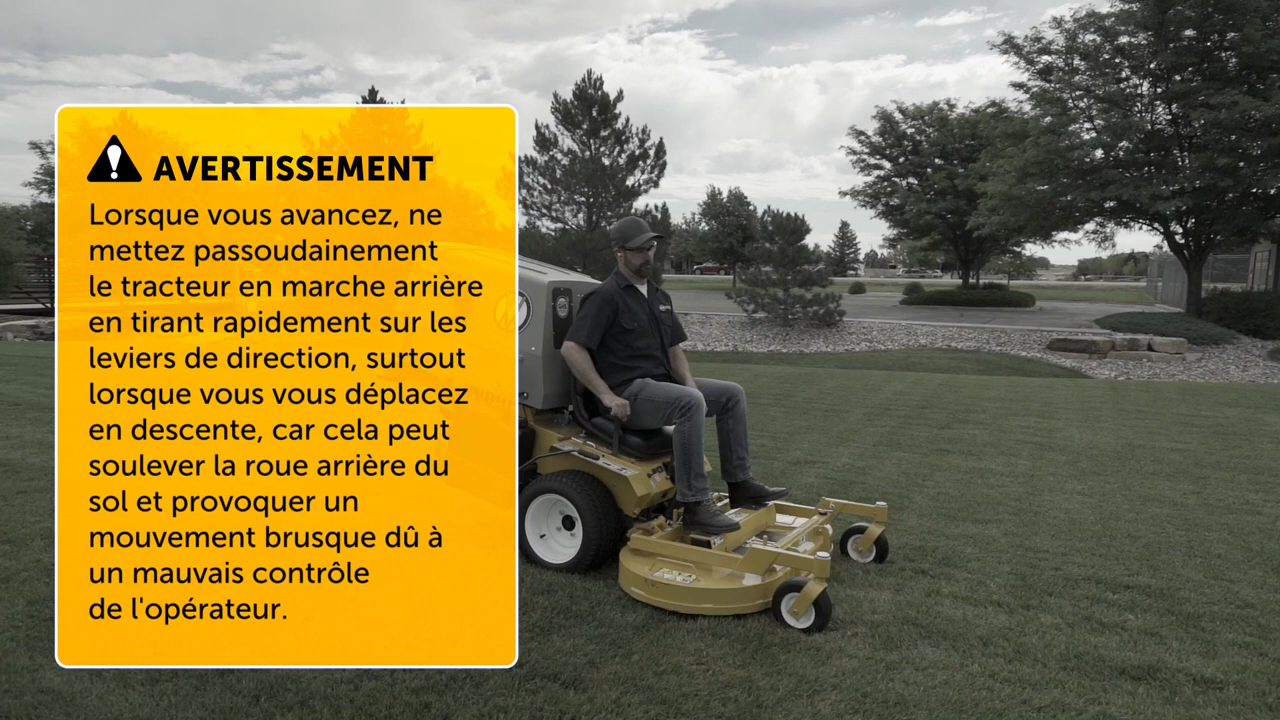 AVERTISSEMENT
Lorsque vous avancez, ne
mettez passoudainement
le tracteur en marche arrière
en tirant rapidement sur les
leviers de direction, surtout
lorsque vous vous déplacez
en descente, car cela peut
soulever la roue arrière du
sol et provoquer un
mouvement brusque dû à
un mauvais contrôle
de l'opérateur.